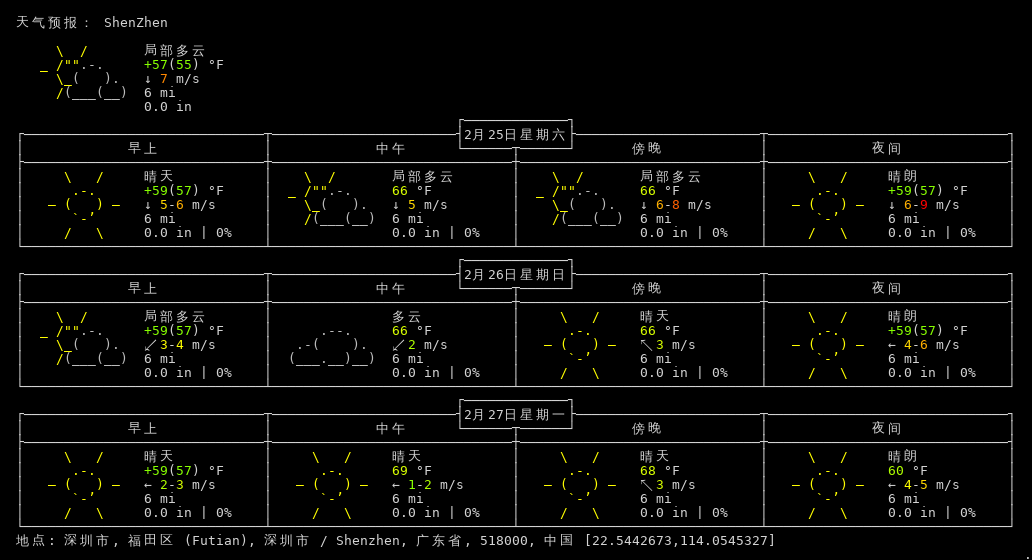 天气预报： ShenZhen
局部多云
+57(55) °F
↓ 7 m/s
6 mi
0.0 in
2月25日星期六
早上 中午 傍晚 夜间
晴天 局部多云 局部多云 晴朗
+59(57) °F 66 °F 66 °F +59(57) °F
↓ 5-6 m/s ↓ 5 m/s ↓ 6-8 m/s ↓ 6-9 m/s
6 mi 6 mi 6 mi 6 mi
0.0 in | 0% 0.0 in | 0% 0.0 in | 0% 0.0 in | 0%
2月26日星期日
早上 中午 傍晚 夜间
局部多云 多云 晴天 晴朗
+59(57) °F 66 °F 66 °F +59(57) °F
↙ 3-4 m/s ↙ 2 m/s ↖ 3 m/s ← 4-6 m/s
6 mi 6 mi 6 mi 6 mi
0.0 in | 0% 0.0 in | 0% 0.0 in | 0% 0.0 in | 0%
2月27日星期一
早上 中午 傍晚 夜间
晴天 晴天 晴天 晴朗
+59(57) °F 69 °F 68 °F 60 °F
← 2-3 m/s ← 1-2 m/s ↖ 3 m/s ← 4-5 m/s
6 mi 6 mi 6 mi 6 mi
0.0 in | 0% 0.0 in | 0% 0.0 in | 0% 0.0 in | 0%
地点: 深圳市, 福田区 (Futian), 深圳市 / Shenzhen, 广东省, 518000, 中国 [22.5442673,114.0545327]